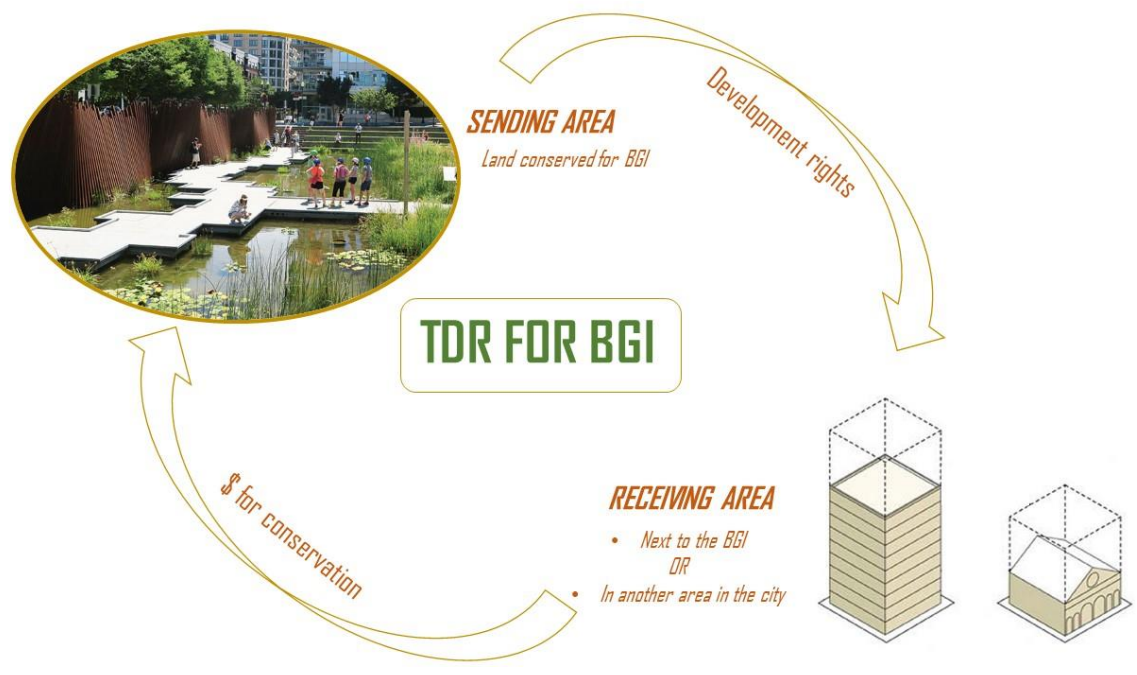 SENDING AREA
Land conserved for BGI
Development rights
TDR FOR BGI
$ for conservation
RECEIVING AREA
• Next to the BGI
OR
• In another area in the city